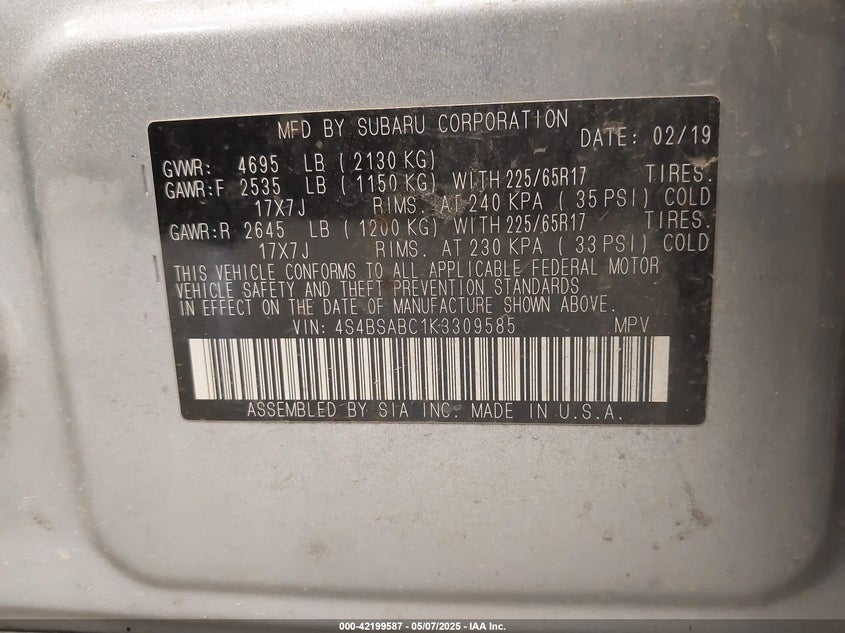 MFD BY SUBARU CORPORATION DATE: 02/19
GVWR: 4695 LB ( 2130 KG)
GAWR:F 2535 LB ( 1150 KG) WITH 225/65R17 TIRES.
17X7J RIMS. AT 240 KPA ( 35 PSI) COLD
GAWR:R 2645 LB ( 1200 KG) WITH 225/65R17 TIRES.
17X7J RIMS. AT 230 KPA ( 33 PSI) COLD
THIS VEHICLE CONFORMS TO ALL APPLICABLE FEDERAL MOTOR
VEHICLE SAFETY AND THEFT PREVENTION STANDARDS
IN EFFECT ON THE DATE OF MANUFACTURE SHOWN ABOVE.
VIN: 4S4BSABC1K3309585 MPV
ASSEMBLED BY SIA INC. MADE IN U.S.A.
000-42199587 - 05/07/2025 - IAA Inc.